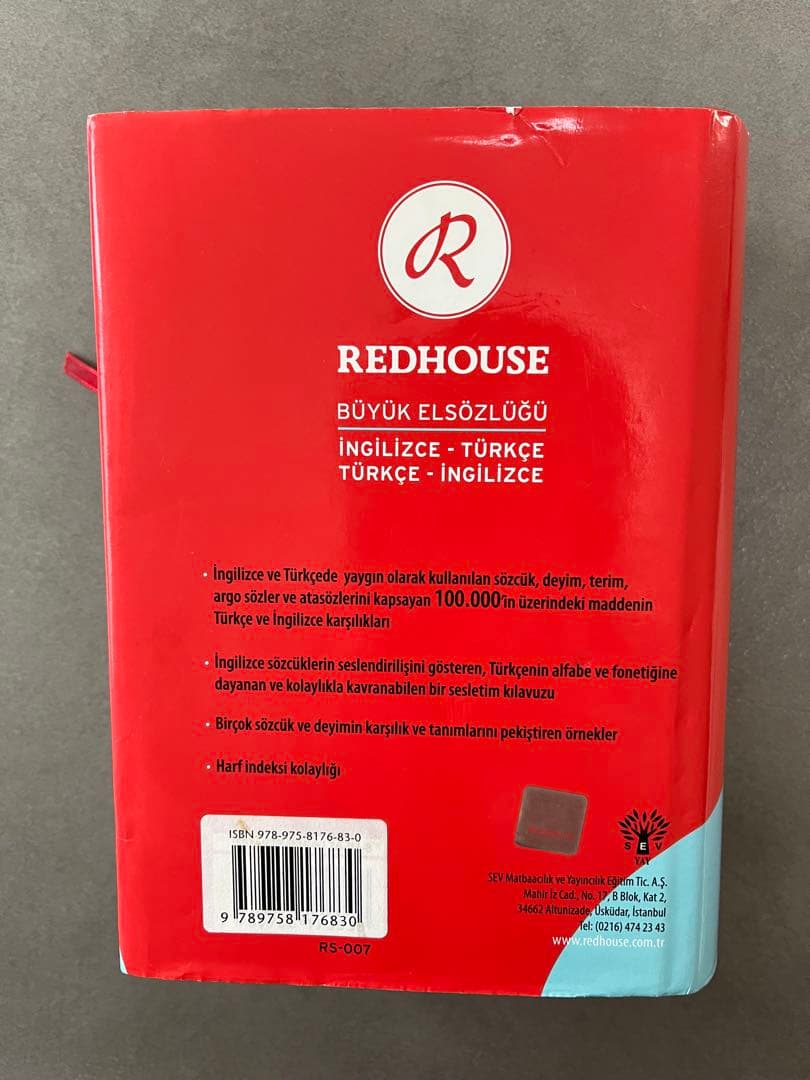 R
REDHOUSE
BÜYÜK ELSÖZLÜĞÜ
İNGİLİZCE - TÜRKÇE
TÜRKÇE - İNGİLİZCE
• İngilizce ve Türkçede yaygın olarak kullanılan sözcük, deyim, terim,
argo sözler ve atasözlerini kapsayan 100.000'in üzerindeki maddenin
Türkçe ve İngilizce karşılıkları
• İngilizce sözcüklerin seslendirilişini gösteren, Türkçenin alfabe ve fonetiğine
dayanan ve kolaylıkla kavranabilen bir sesletim kılavuzu
• Birçok sözcük ve deyimin karşılık ve tanımlarını pekiştiren örnekler
• Harf indeksi kolaylığı
ISBN 978-975-8176-83-0
9 789758 176830
RS-007
SEV
YAY
SEV Matbaacılık ve Yayıncılık Eğitim Tic. A.Ş.
Mahir İz Cad., No. 17, B Blok, Kat 2,
34662 Altunizade, Üsküdar, İstanbul
Tel: (0216) 474 23 43
www.redhouse.com.tr